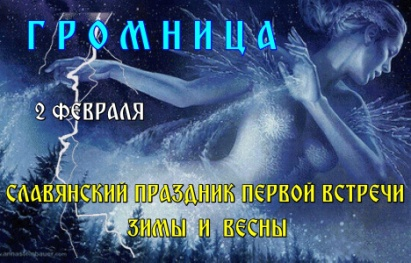 ГРОМНИЦА
2 ФЕВРАЛЯ
СЛАВЯНСКИЙ ПРАЗДНИК ПЕРВОЙ ВСТРЕЧИ
ЗИМЫ И ВЕСНЫ